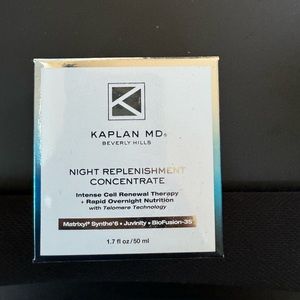 K
KAPLAN MD®
BEVERLY HILLS
NIGHT REPLENISHMENT
CONCENTRATE
Intense Cell Renewal Therapy
+ Rapid Overnight Nutrition
with Telomere Technology
Matrixyl® Synthe'6 • Juvinity • BioFusion-35
1.7 fl oz/50 ml